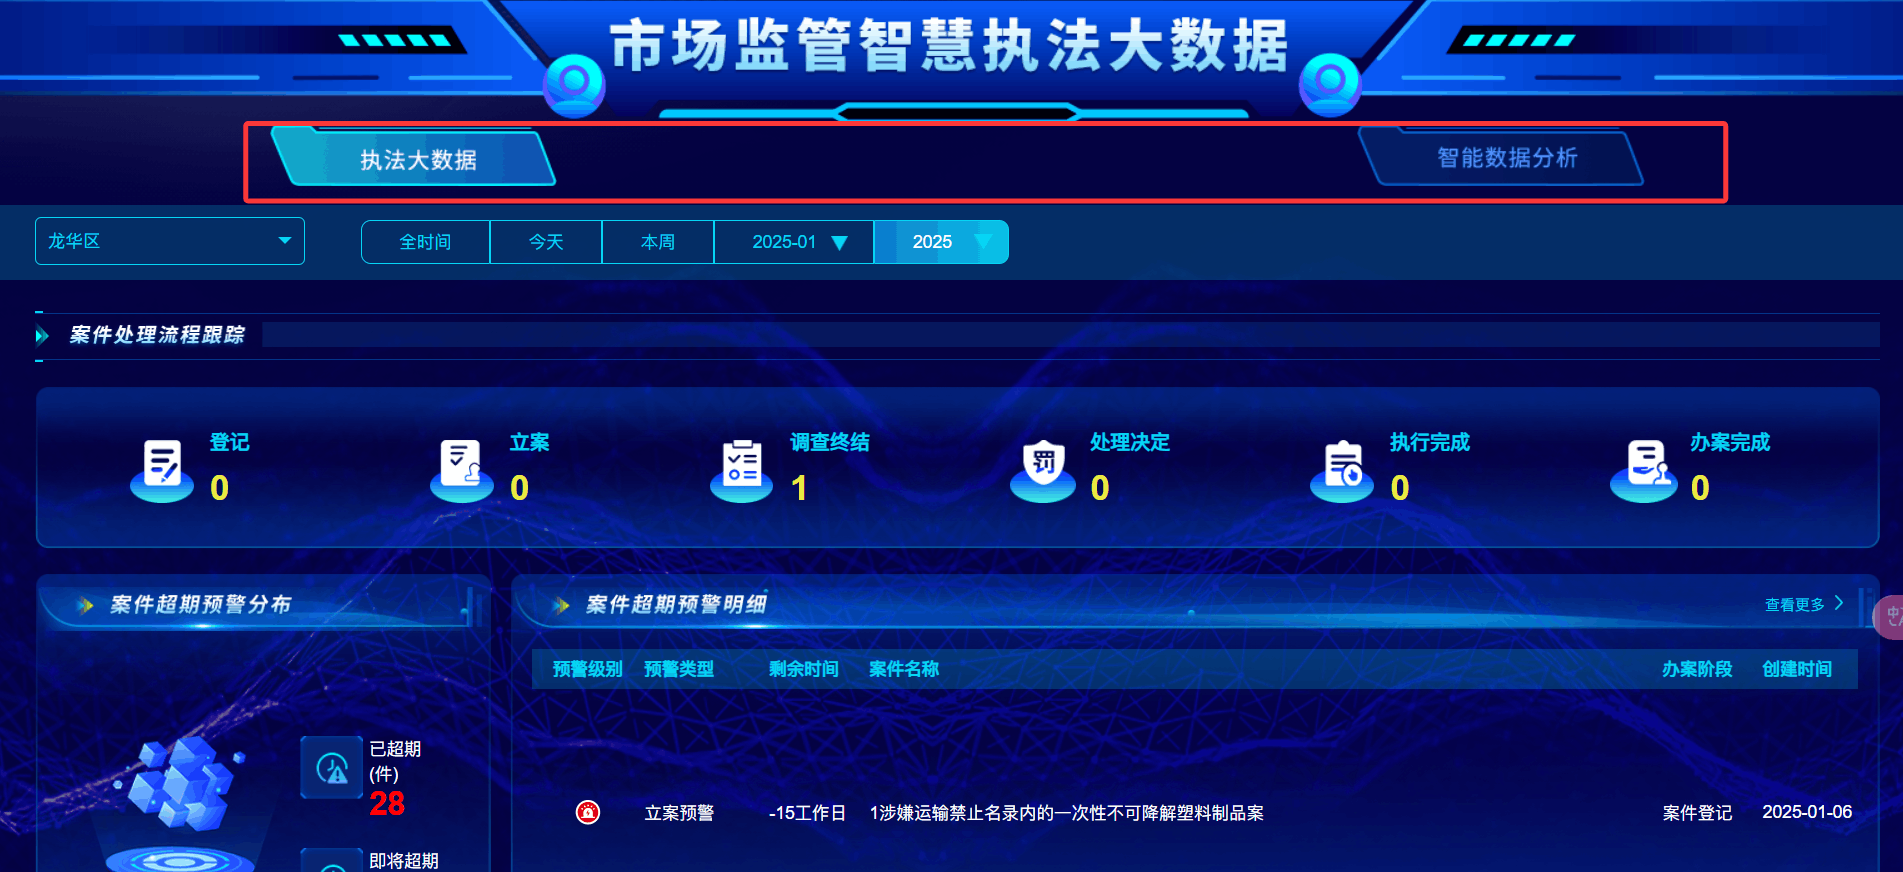 市场监管智慧执法大数据
执法大数据
智能数据分析
龙华区
全时间
今天
本周
2025-01
2025
案件处理流程跟踪
登记
0
立案
0
调查终结
1
罚
处理决定
0
执行完成
0
办案完成
0
案件超期预警分布
案件超期预警明细
查看更多
预警级别 预警类型 剩余时间 案件名称 办案阶段 创建时间
已超期
(件)
28
立案预警 -15工作日 1涉嫌运输禁止名录内的一次性不可降解塑料制品案 案件登记 2025-01-06
即将超期